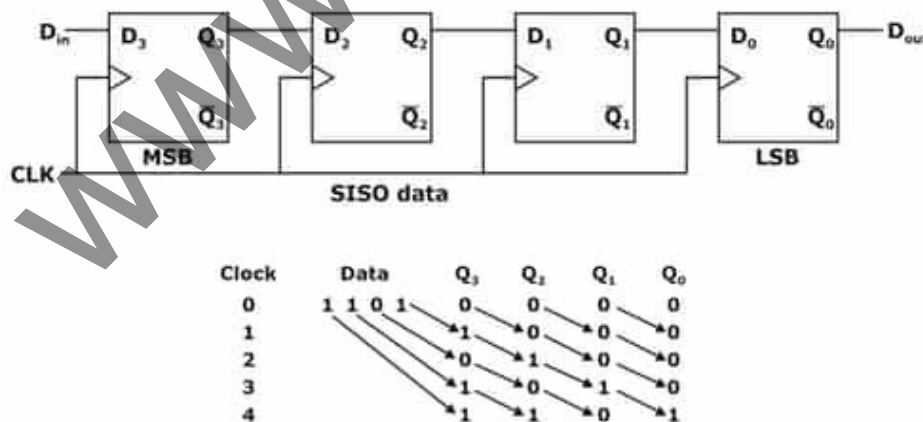 Din D3 Q3 D2 Q2 D1 Q1 D0 Q0 Dout
Q̅3 Q̅2 Q̅1 Q̅0
MSB LSB
CLK
SISO data
Clock Data Q3 Q2 Q1 Q0
0 1 1 0 1 0 0 0 0
1 1 0 0 0
2 0 1 0 0
3 1 0 1 0
4 1 1 0 1